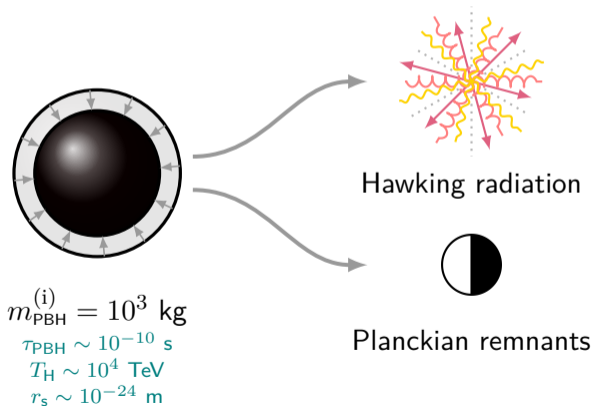 Hawking radiation
m_PBH^(i) = 10^3 kg
τ_PBH ∼ 10^−10 s
T_H ∼ 10^4 TeV
r_s ∼ 10^−24 m
Planckian remnants